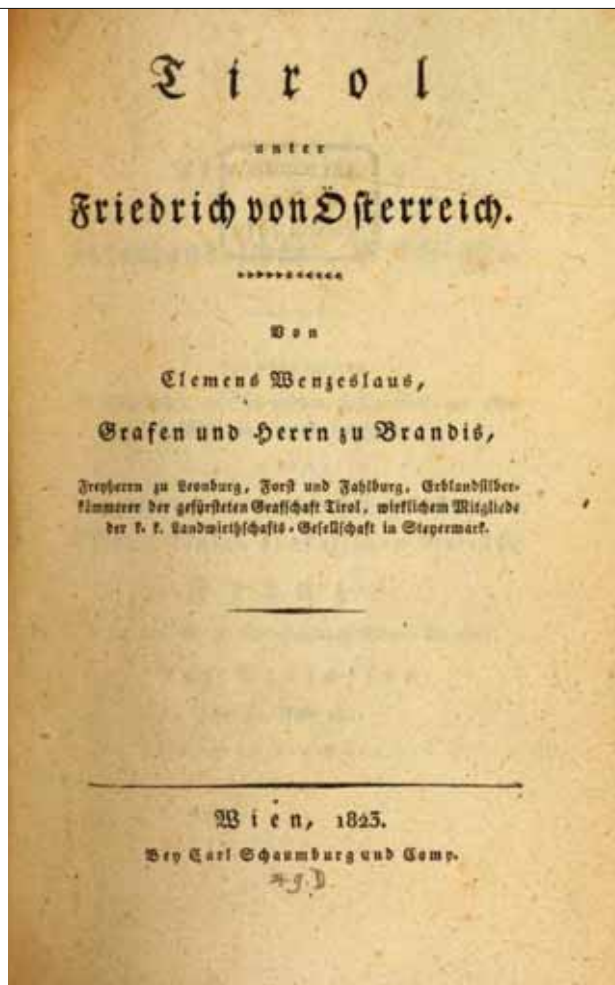 Tirol
unter
Friedrich von Österreich.
Von
Clemens Wenzeslaus,
Grafen und Herrn zu Brandis,
Freyherrn zu Leonburg, Forst und Fahlburg, Erblandsilber-
kämmerer der gefürsteten Grafschaft Tirol, wirklichem Mitgliede
der k. k. Landwirthschafts-Gesellschaft in Steyermark.
Wien, 1823.
Bey Carl Schaumburg und Comp.